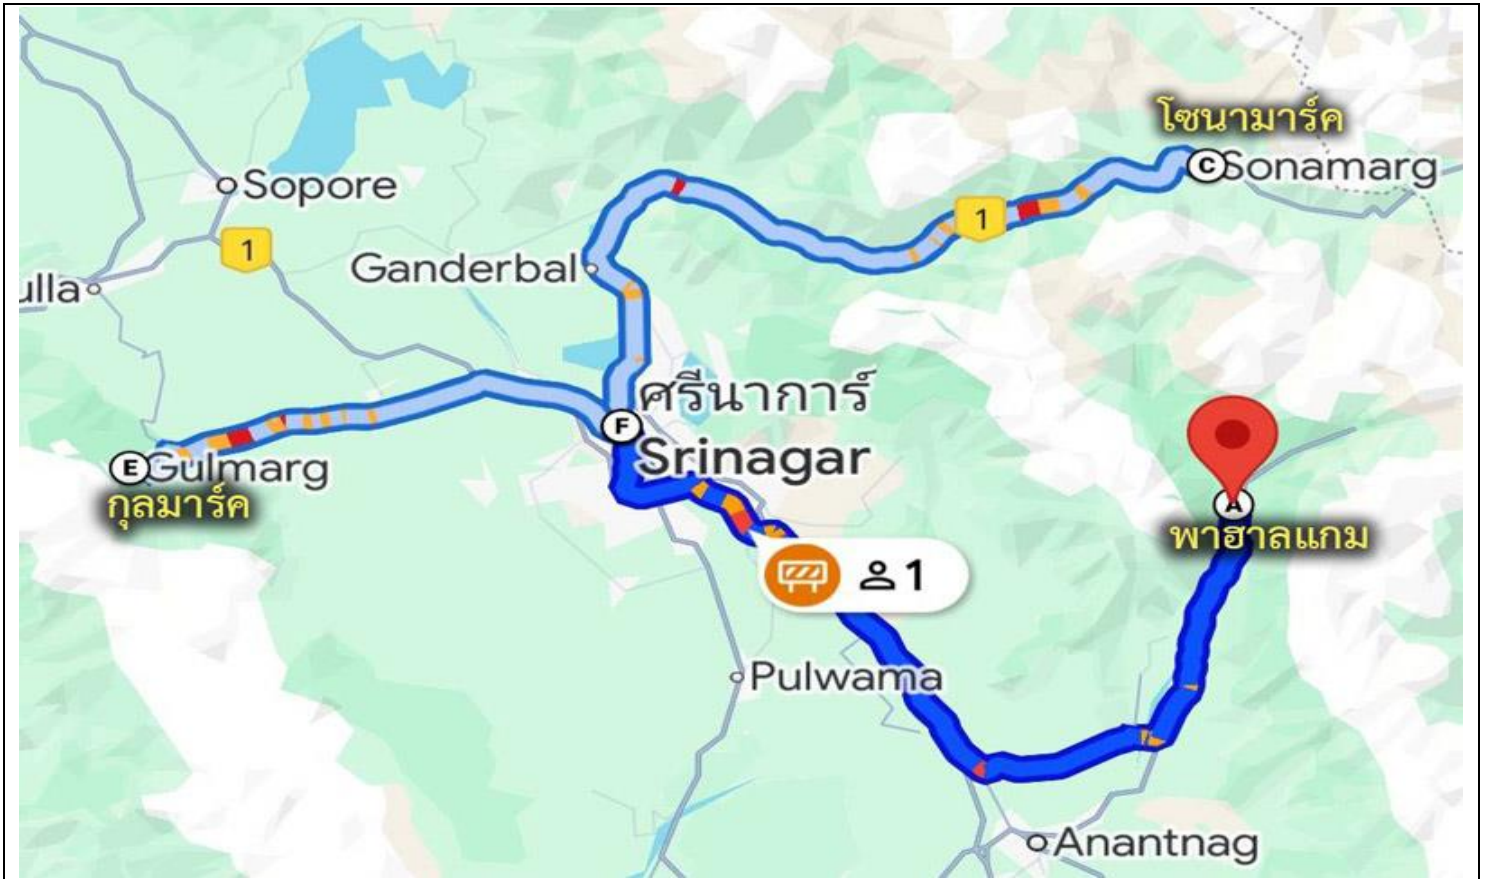 โซนามาร์ค
C
Sonamarg
Sopore
1
1
Ganderbal
ulla
ศรีนาการ์
F
Srinagar
E
Gulmarg
กุลมาร์ค
A
พาฮาลแกม
1
Pulwama
Anantnag